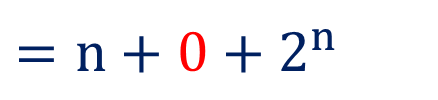 = n + 0 + 2ⁿ